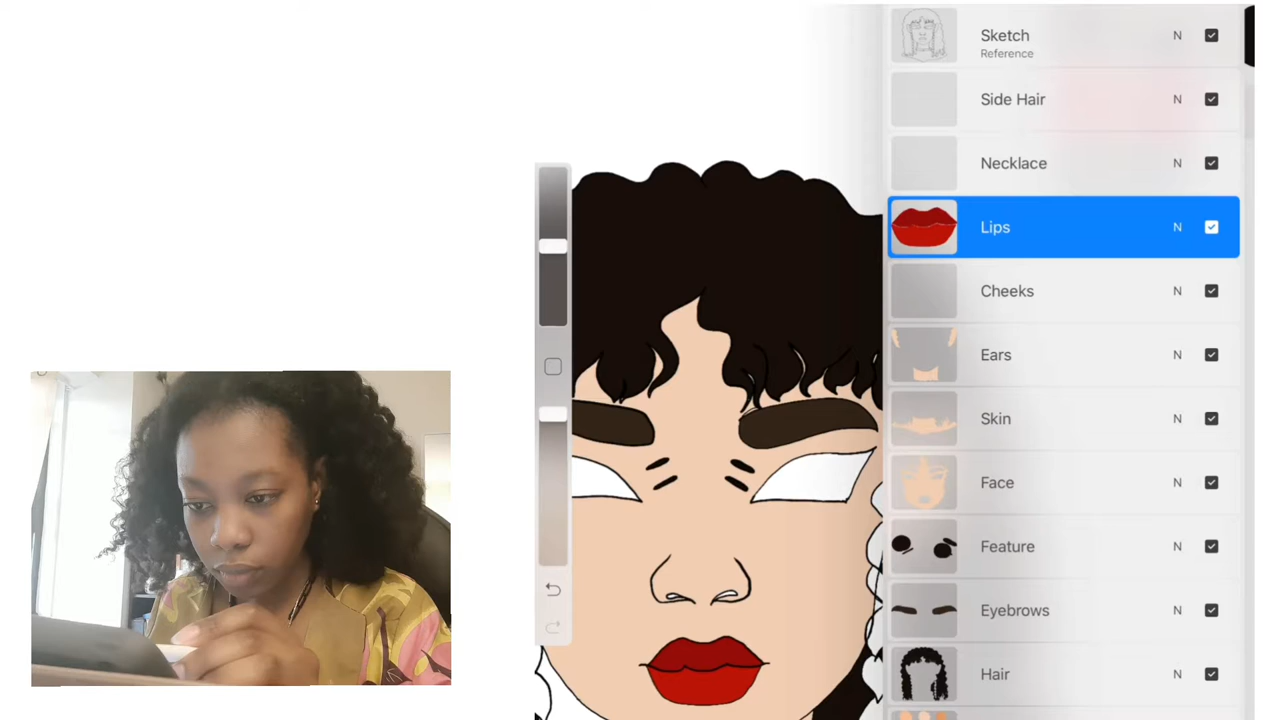 Sketch N
Reference
Side Hair N
Necklace N
Lips N
Cheeks N
Ears N
Skin N
Face N
Feature N
Eyebrows N
Hair N